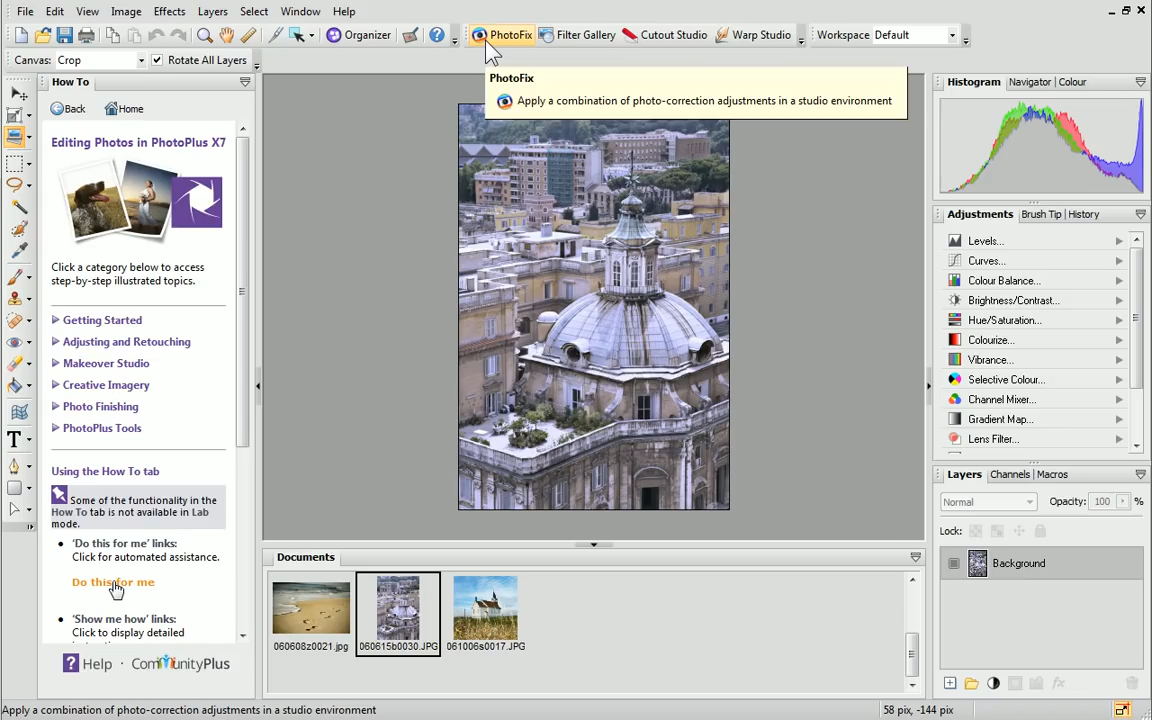 File Edit View Image Effects Layers Select Window Help
Organizer PhotoFix Filter Gallery Cutout Studio Warp Studio Workspace Default
Canvas: Crop Rotate All Layers
PhotoFix
Apply a combination of photo-correction adjustments in a studio environment
How To
Back Home
Editing Photos in PhotoPlus X7
Click a category below to access
step-by-step illustrated topics.
Getting Started
Adjusting and Retouching
Makeover Studio
Creative Imagery
Photo Finishing
PhotoPlus Tools
Using the How To tab
Some of the functionality in the
How To tab is not available in Lab
mode.
'Do this for me' links:
Click for automated assistance.
Do this for me
'Show me how' links:
Click to display detailed
Help · CommunityPlus
Documents
060608z0021.jpg 060615b0030.JPG 061006s0017.JPG
Histogram Navigator | Colour
Adjustments Brush Tip | History
Levels...
Curves...
Colour Balance...
Brightness/Contrast...
Hue/Saturation...
Colourize...
Vibrance...
Selective Colour...
Channel Mixer...
Gradient Map...
Lens Filter...
Layers Channels | Macros
Normal Opacity: 100 %
Lock:
Background
Apply a combination of photo-correction adjustments in a studio environment
58 pix, -144 pix